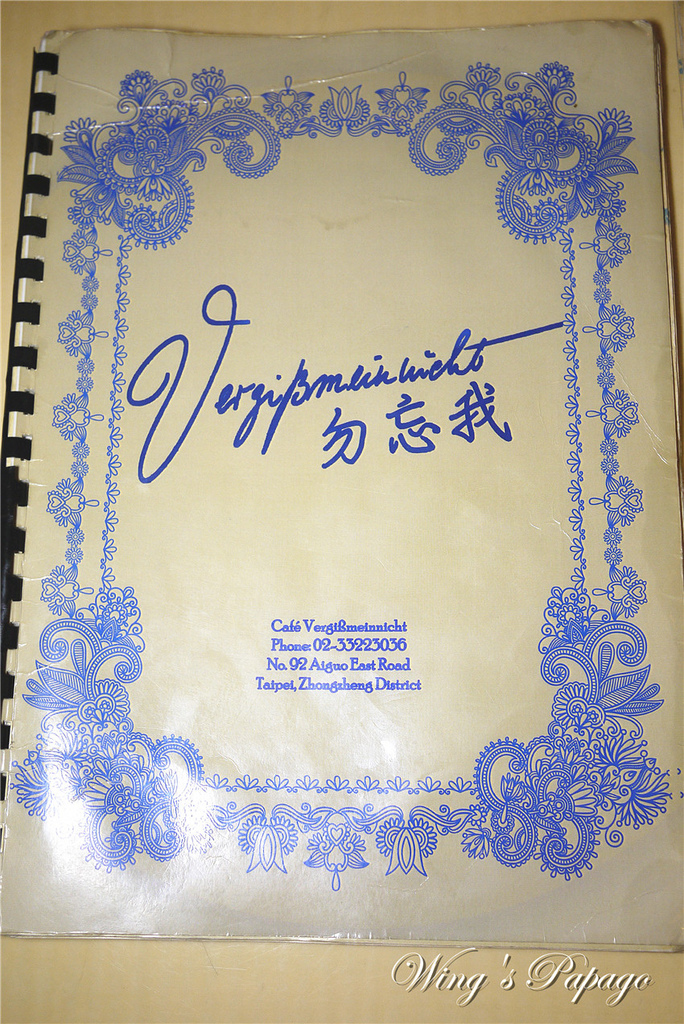 Vergißmeinnicht
勿忘我
Café Vergißmeinnicht
Phone: 02-33223036
No. 92 Aiguo East Road
Taipei, Zhongzheng District
Wing's Papago